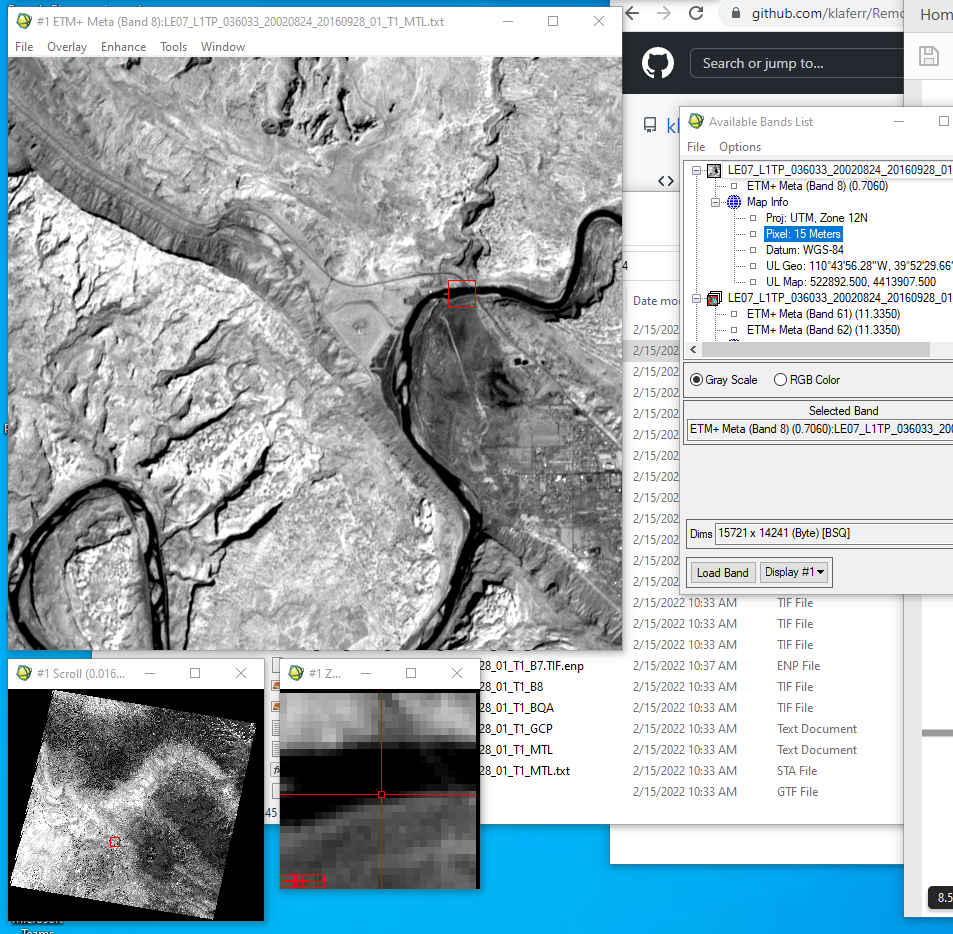 #1 ETM+ Meta (Band 8):LE07_L1TP_036033_20020824_20160928_01_T1_MTL.txt
File Overlay Enhance Tools Window
github.com/klaferr/Remo
Hom
Search or jump to...
kl
<>
4
Date mo
2/15/202
2/15/202
2/15/202
2/15/202
2/15/202
2/15/202
2/15/202
2/15/202
2/15/202
2/15/202
2/15/202
2/15/202
2/15/202
Available Bands List
File Options
LE07_L1TP_036033_20020824_20160928_01
ETM+ Meta (Band 8) (0.7060)
Map Info
Proj: UTM, Zone 12N
Pixel: 15 Meters
Datum: WGS-84
UL Geo: 110°43'56.28"W, 39°52'29.66"
UL Map: 522892.500, 4413907.500
LE07_L1TP_036033_20020824_20160928_01
ETM+ Meta (Band 61) (11.3350)
ETM+ Meta (Band 62) (11.3350)
Gray Scale RGB Color
Selected Band
ETM+ Meta (Band 8) (0.7060):LE07_L1TP_036033_200
Dims 15721 x 14241 (Byte) [BSQ]
Load Band Display #1
2/15/2022 10:33 AM TIF File
2/15/2022 10:33 AM TIF File
2/15/2022 10:33 AM TIF File
28_01_T1_B7.TIF.enp 2/15/2022 10:37 AM ENP File
28_01_T1_B8 2/15/2022 10:33 AM TIF File
28_01_T1_BQA 2/15/2022 10:33 AM TIF File
28_01_T1_GCP 2/15/2022 10:33 AM Text Document
28_01_T1_MTL 2/15/2022 10:33 AM Text Document
28_01_T1_MTL.txt 2/15/2022 10:33 AM STA File
2/15/2022 10:33 AM GTF File
#1 Scroll (0.016...
#1 Z...
45
8.5
Microsoft
Teams